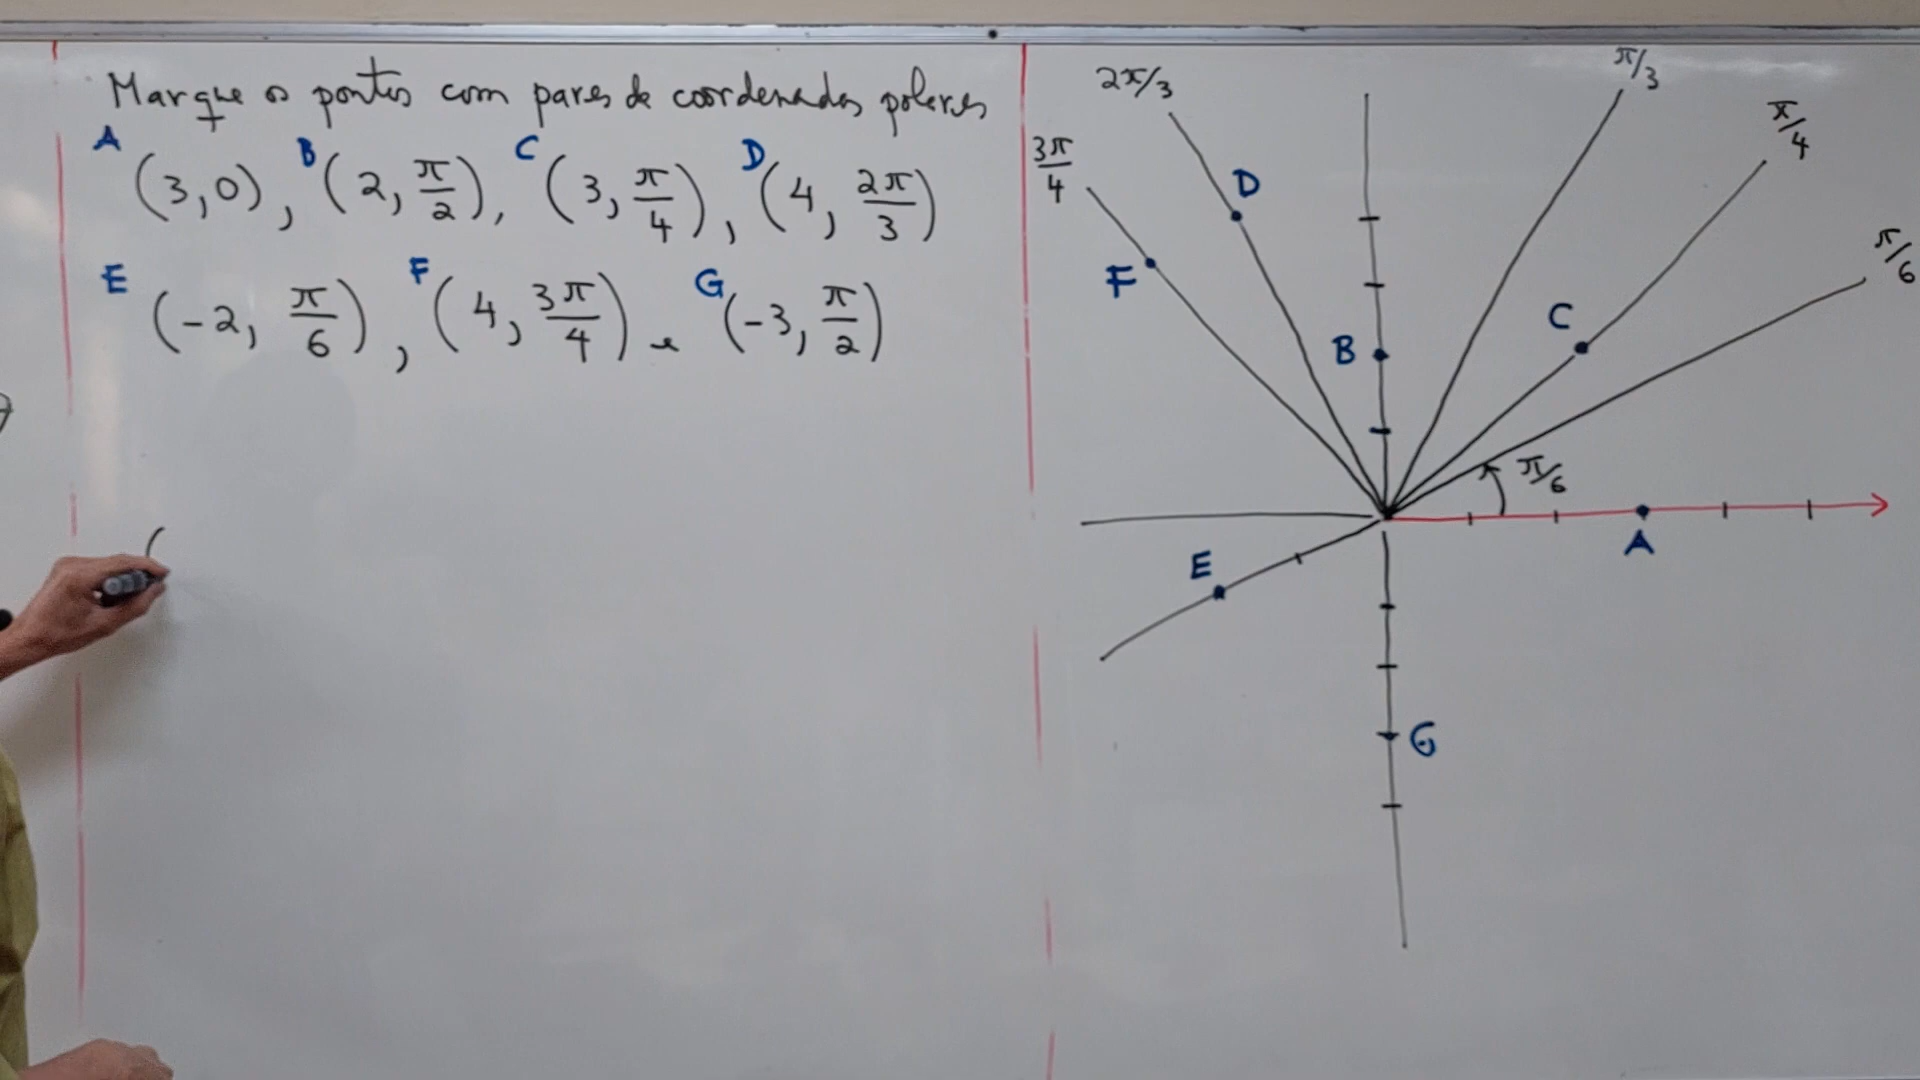 Marque os pontos com pares de coordenadas polares
A (3,0), B (2, π/2), C (3, π/4), D (4, 2π/3)
E (-2, π/6), F (4, 3π/4) e G (-3, π/2)
(
2π/3
π/3
π/4
3π/4
D
π/6
F
C
B
π/6
A
E
G